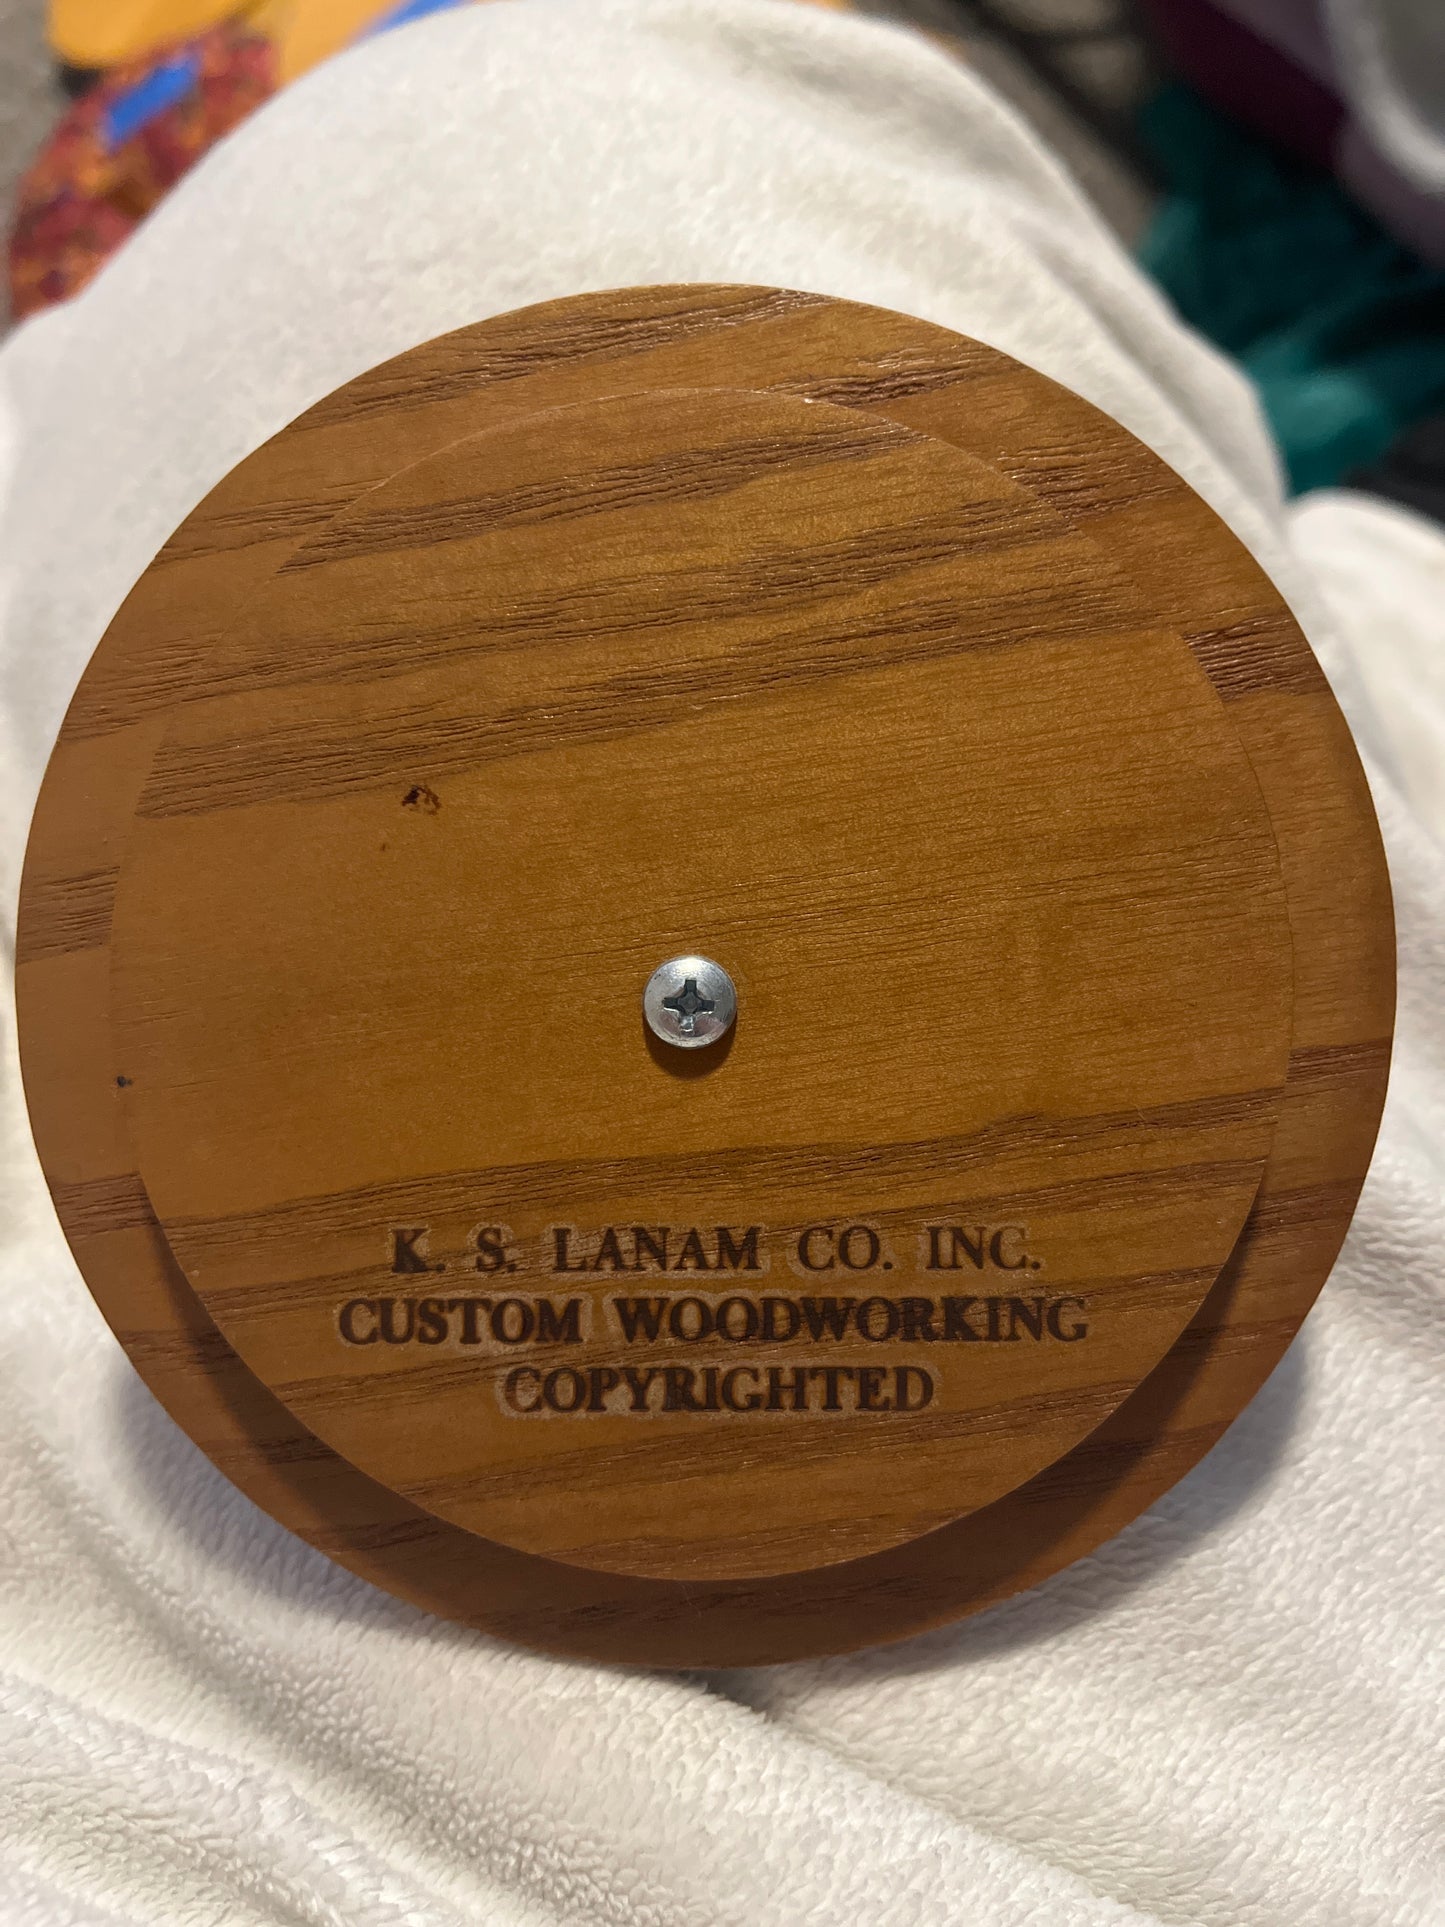 K. S. LANAM CO. INC.
CUSTOM WOODWORKING
COPYRIGHTED